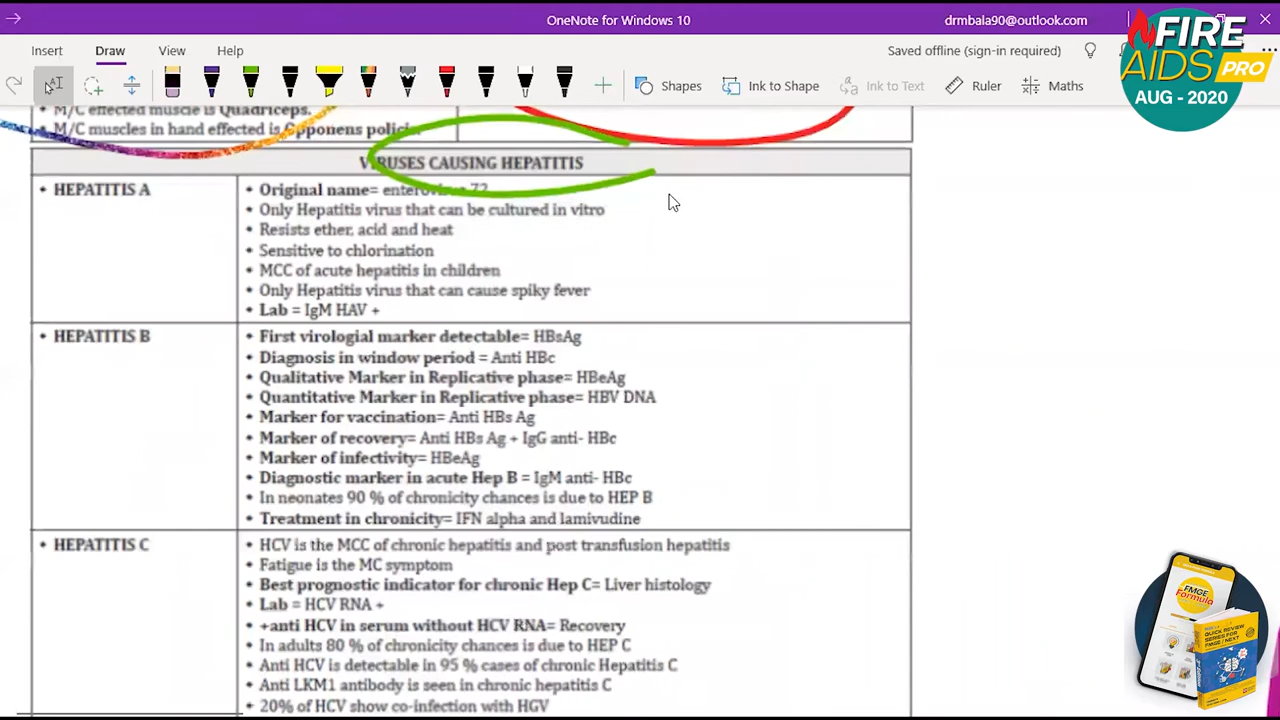 OneNote for Windows 10
drmbala90@outlook.com
Insert
Draw
View
Help
Saved offline (sign-in required)
Shapes
Ink to Shape
Ink to Text
Ruler
Maths
FIRE
AIDS PRO
AUG - 2020
• M/C effected muscle is Quadriceps.
• M/C muscles in hand effected is Opponens policis.
VIRUSES CAUSING HEPATITIS
• HEPATITIS A
• Original name= enterovirus 72
• Only Hepatitis virus that can be cultured in vitro
• Resists ether, acid and heat
• Sensitive to chlorination
• MCC of acute hepatitis in children
• Only Hepatitis virus that can cause spiky fever
• Lab = IgM HAV +
• HEPATITIS B
• First virologial marker detectable= HBsAg
• Diagnosis in window period = Anti HBc
• Qualitative Marker in Replicative phase= HBeAg
• Quantitative Marker in Replicative phase= HBV DNA
• Marker for vaccination= Anti HBs Ag
• Marker of recovery= Anti HBs Ag + IgG anti- HBc
• Marker of infectivity= HBeAg
• Diagnostic marker in acute Hep B = IgM anti- HBc
• In neonates 90 % of chronicity chances is due to HEP B
• Treatment in chronicity= IFN alpha and lamivudine
• HEPATITIS C
• HCV is the MCC of chronic hepatitis and post transfusion hepatitis
• Fatigue is the MC symptom
• Best prognostic indicator for chronic Hep C= Liver histology
• Lab = HCV RNA +
• +anti HCV in serum without HCV RNA= Recovery
• In adults 80 % of chronicity chances is due to HEP C
• Anti HCV is detectable in 95 % cases of chronic Hepatitis C
• Anti LKM1 antibody is seen in chronic hepatitis C
• 20% of HCV show co-infection with HGV
FMGE
Formula
QUICK REVIEW
SERIES FOR
FMGE / NEXT